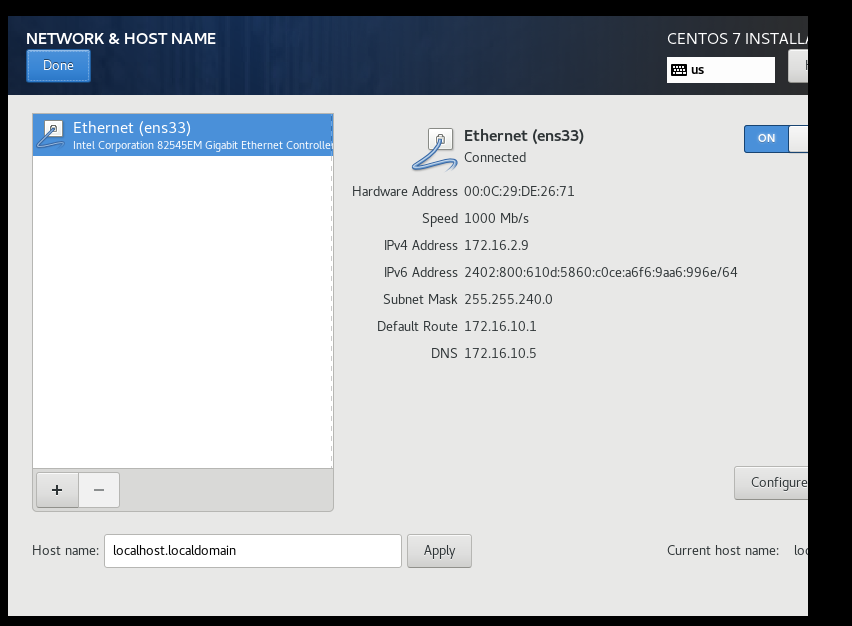 NETWORK & HOST NAME
CENTOS 7 INSTALLA
Done
us
Ethernet (ens33)
Intel Corporation 82545EM Gigabit Ethernet Controller
Ethernet (ens33)
Connected
ON
Hardware Address 00:0C:29:DE:26:71
Speed 1000 Mb/s
IPv4 Address 172.16.2.9
IPv6 Address 2402:800:610d:5860:c0ce:a6f6:9aa6:996e/64
Subnet Mask 255.255.240.0
Default Route 172.16.10.1
DNS 172.16.10.5
+ −
Configure
Host name: localhost.localdomain Apply
Current host name: loc